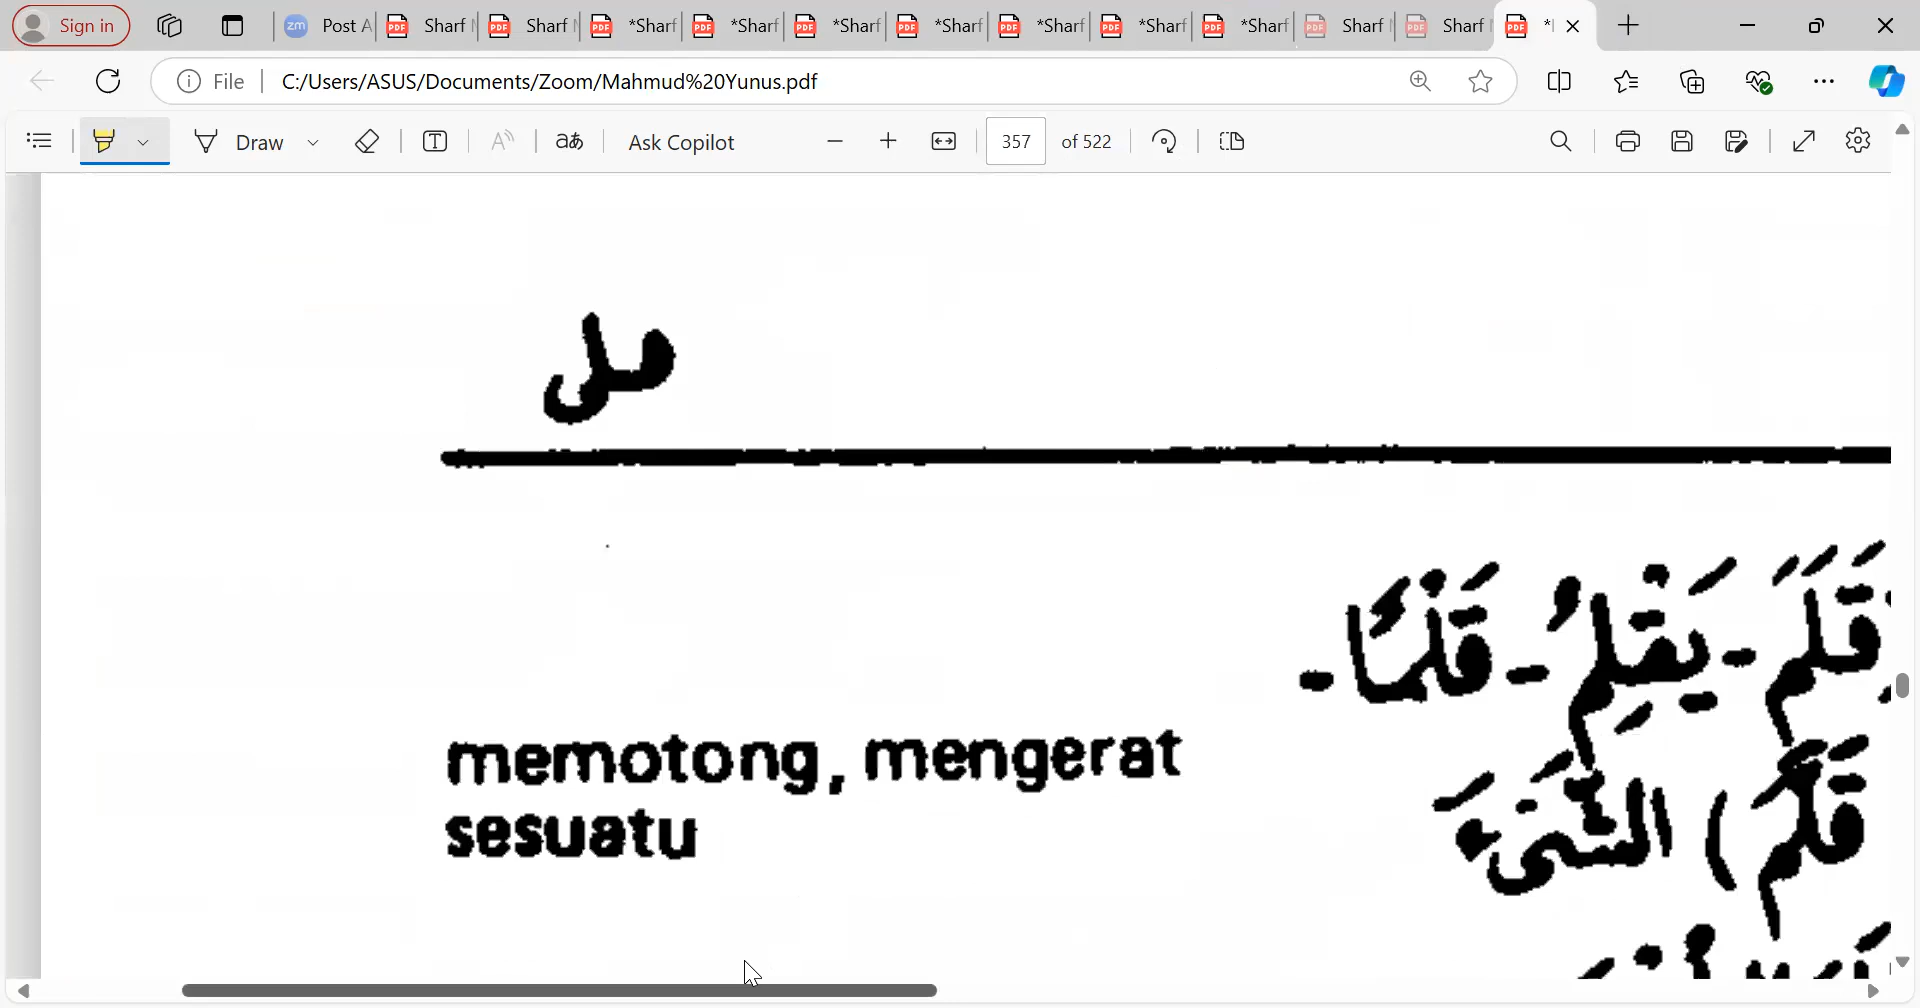 Sign in
Post A
Sharf
Sharf
*Sharf
*Sharf
*Sharf
*Sharf
*Sharf
*Sharf
*Sharf
Sharf
Sharf
File
C:/Users/ASUS/Documents/Zoom/Mahmud%20Yunus.pdf
Draw
Ask Copilot
357 of 522
قَلَمَ - يَقْلِمُ - قَلْمًا -
memotong, mengerat
قَلَّمَ) الشَّيْءَ
sesuatu